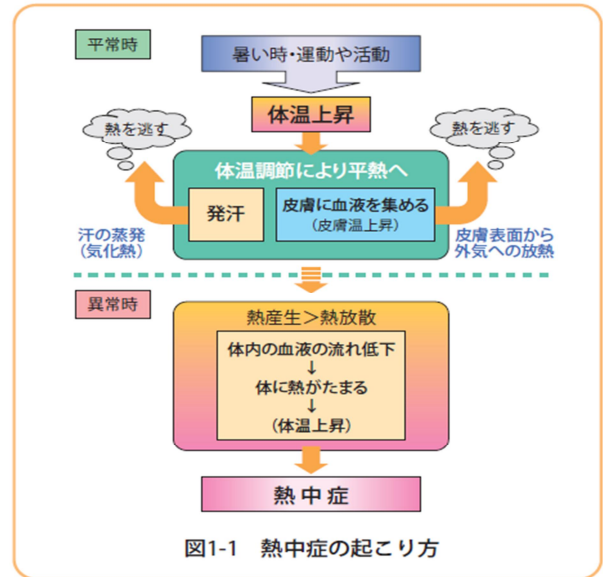 平常時
暑い時・運動や活動
体温上昇
熱を逃す
熱を逃す
体温調節により平熱へ
発汗
皮膚に血液を集める
(皮膚温上昇)
汗の蒸発
(気化熱)
皮膚表面から
外気への放熱
異常時
熱産生＞熱放散
体内の血液の流れ低下
↓
体に熱がたまる
↓
(体温上昇)
熱中症
図1-1 熱中症の起こり方